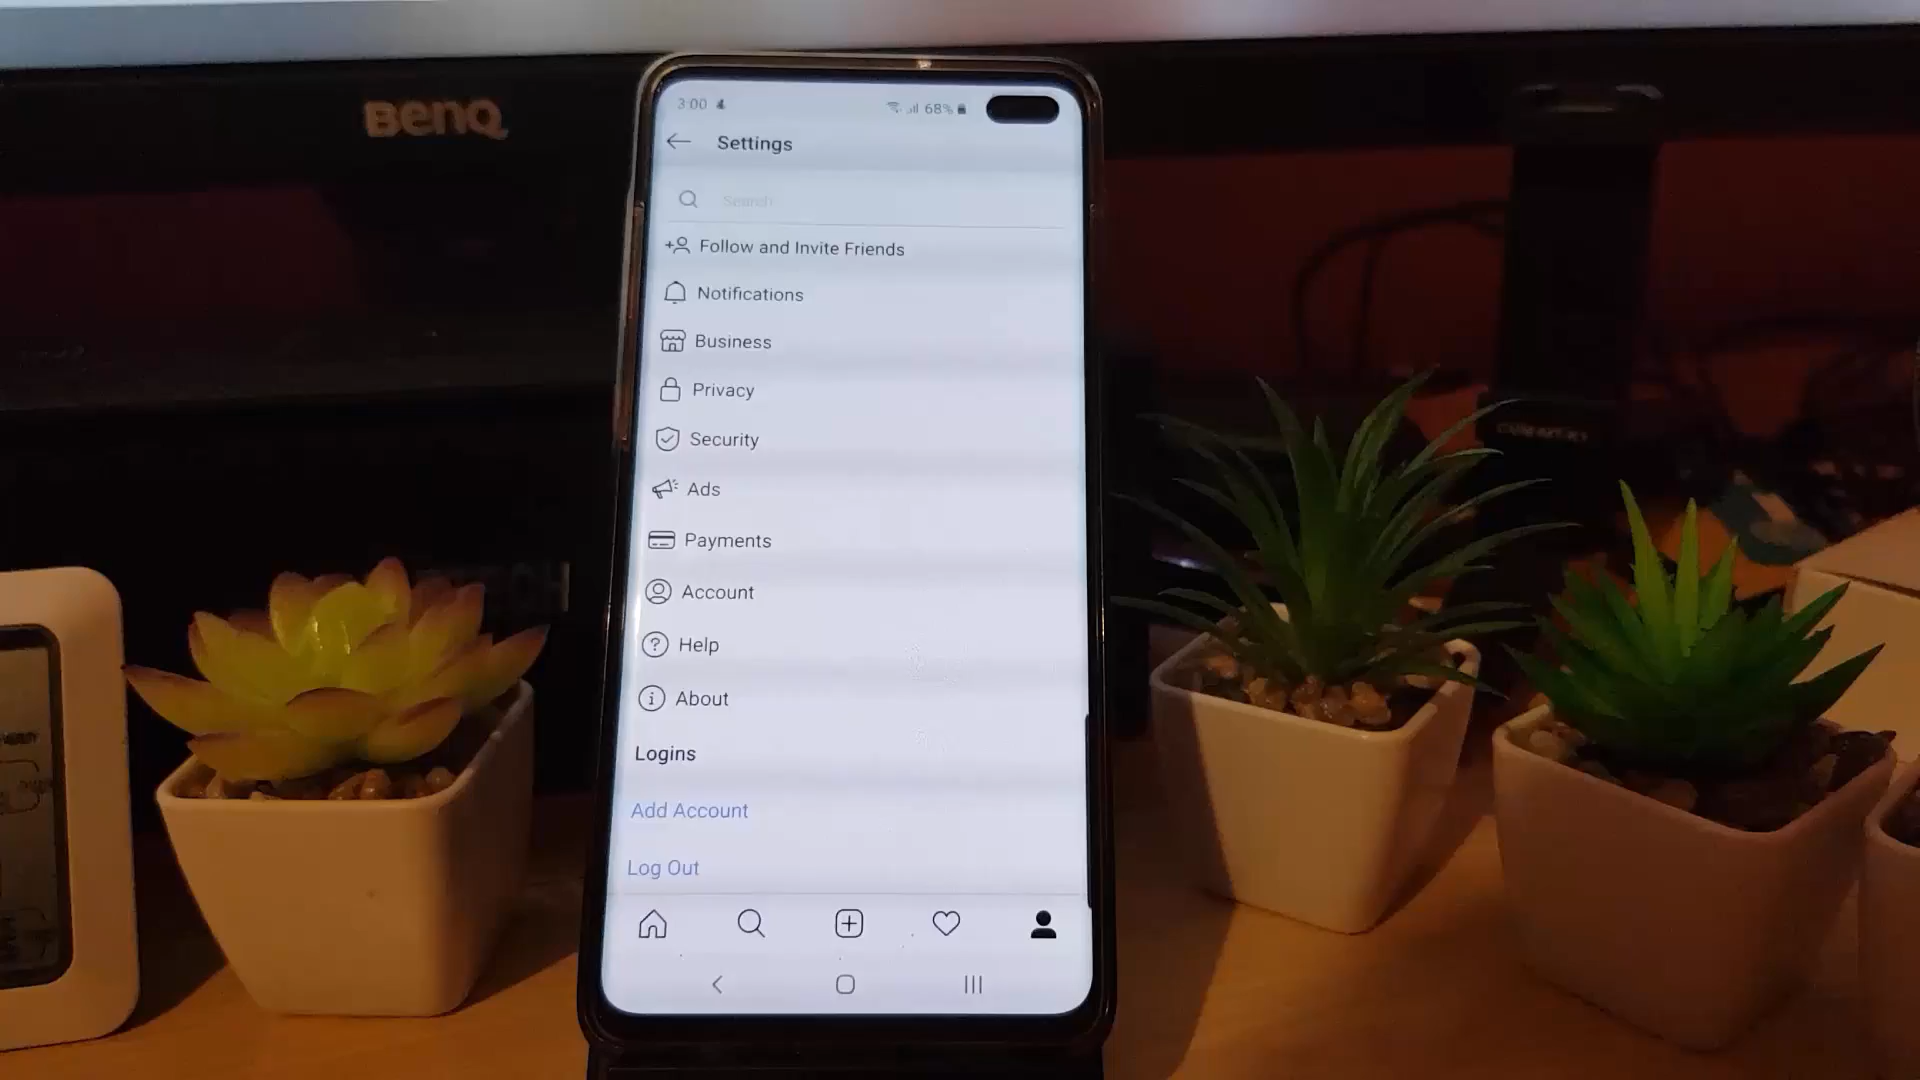 BenQ
3:00
68%
Settings
Search
Follow and Invite Friends
Notifications
Business
Privacy
Security
Ads
Payments
Account
Help
About
Logins
Add Account
Log Out